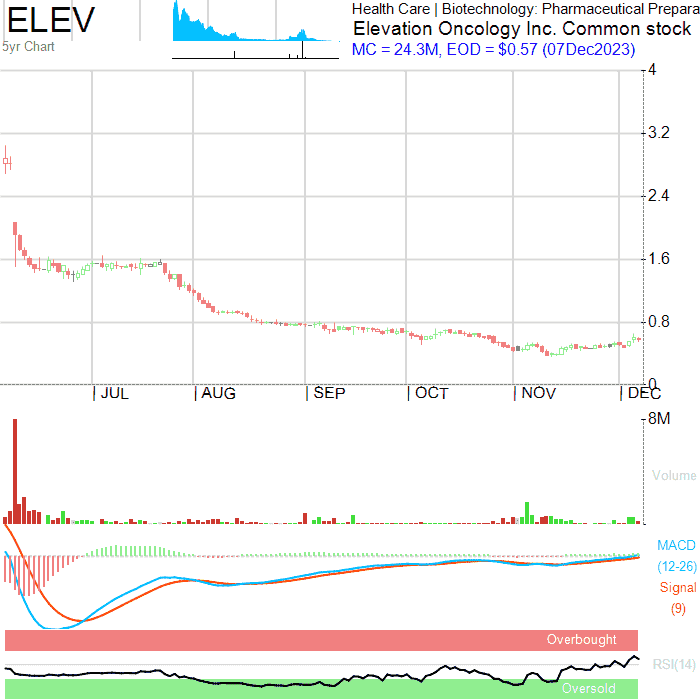 ELEV
5yr Chart
Health Care | Biotechnology: Pharmaceutical Prepara
Elevation Oncology Inc. Common stock
MC = 24.3M, EOD = $0.57 (07Dec2023)
4
3.2
2.4
1.6
0.8
0
JUL AUG SEP OCT NOV DEC
8M
Volume
MACD
(12-26)
Signal
(9)
Overbought
RSI(14)
Oversold